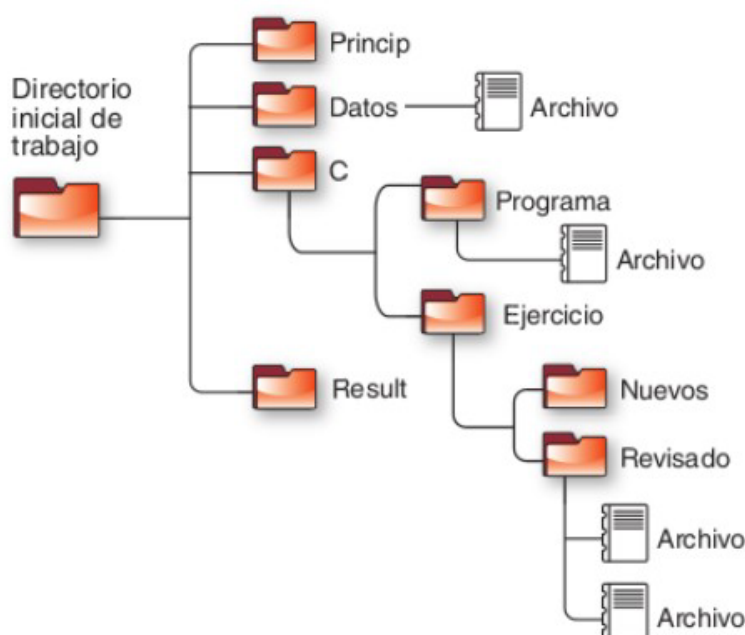 Directorio
inicial de
trabajo
Princip
Datos
Archivo
C
Programa
Archivo
Ejercicio
Result
Nuevos
Revisado
Archivo
Archivo